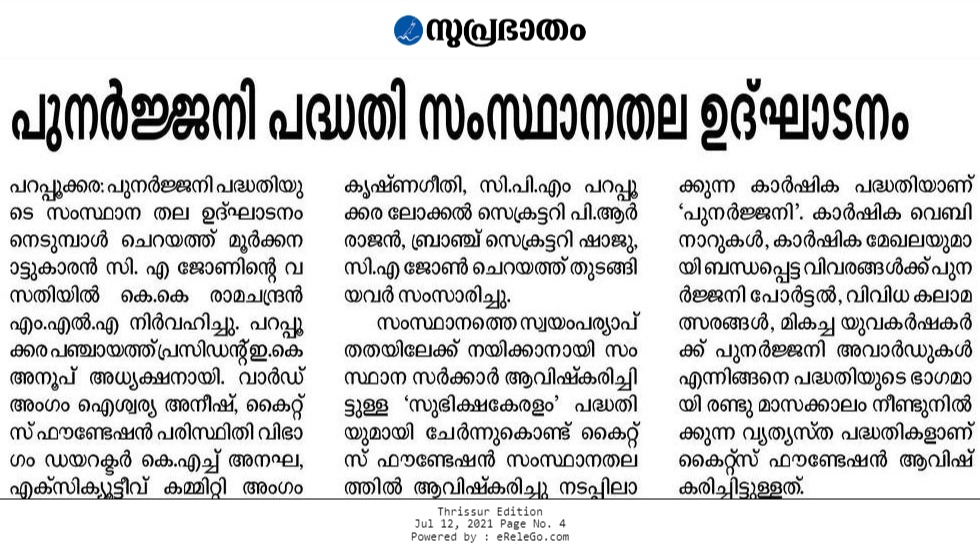 സുപ്രഭാതം
പുനർജ്ജനി പദ്ധതി സംസ്ഥാനതല ഉദ്ഘാടനം
പറപ്പൂക്കര: പുനർജ്ജനി പദ്ധതിയു
ടെ സംസ്ഥാന തല ഉദ്ഘാടനം
നെടുമ്പാൾ ചെറയത്ത് മൂർക്കനാ
ട്ടുകാരൻ സി. എ ജോണിന്റെ വ
സതിയിൽ കെ.കെ രാമചന്ദ്രൻ
എം.എൽ.എ നിർവഹിച്ചു. പറപ്പൂ
ക്കര പഞ്ചായത്ത് പ്രസിഡന്റ് ഇ.കെ
അനൂപ് അധ്യക്ഷനായി. വാർഡ്
അംഗം ഐശ്വര്യ അനീഷ്, കൈറ്റ്
സ് ഫൗണ്ടേഷൻ പരിസ്ഥിതി വിഭാ
ഗം ഡയറക്ടർ കെ.എച്ച് അനഘ,
എക്സിക്യൂട്ടീവ് കമ്മിറ്റി അംഗം
കൃഷ്ണഗീതി, സി.പി.എം പറപ്പൂ
ക്കര ലോക്കൽ സെക്രട്ടറി പി.ആർ
രാജൻ, ബ്രാഞ്ച് സെക്രട്ടറി ഷാജു,
സി.എ ജോൺ ചെറയത്ത് തുടങ്ങി
യവർ സംസാരിച്ചു.
സംസ്ഥാനത്തെ സ്വയംപര്യാപ്
തതയിലേക്ക് നയിക്കാനായി സം
സ്ഥാന സർക്കാർ ആവിഷ്കരിച്ചി
ട്ടുള്ള ‘സുഭിക്ഷകേരളം’ പദ്ധതി
യുമായി ചേർന്നുകൊണ്ട് കൈറ്റ്
സ് ഫൗണ്ടേഷൻ സംസ്ഥാനതല
ത്തിൽ ആവിഷ്കരിച്ചു നടപ്പിലാ
ക്കുന്ന കാർഷിക പദ്ധതിയാണ്
‘പുനർജ്ജനി’. കാർഷിക വെബി
നാറുകൾ, കാർഷിക മേഖലയുമാ
യി ബന്ധപ്പെട്ട വിവരങ്ങൾക്ക് പുന
ർജ്ജനി പോർട്ടൽ, വിവിധ കലാമ
ത്സരങ്ങൾ, മികച്ച യുവകർഷകർ
ക്ക് പുനർജ്ജനി അവാർഡുകൾ
എന്നിങ്ങനെ പദ്ധതിയുടെ ഭാഗമാ
യി രണ്ടു മാസക്കാലം നീണ്ടുനിൽ
ക്കുന്ന വ്യത്യസ്ത പദ്ധതികളാണ്
കൈറ്റ്സ് ഫൗണ്ടേഷൻ ആവിഷ്
കരിച്ചിട്ടുള്ളത്.
Thrissur Edition
Jul 12, 2021 Page No. 4
Powered by : eReleGo.com